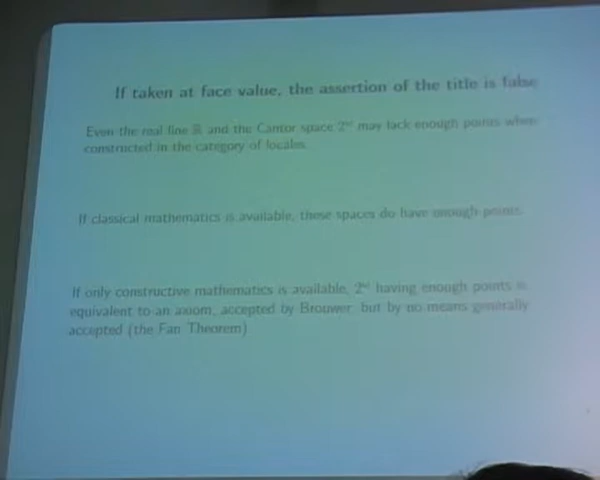 If taken at face value, the assertion of the title is false
Even the real line ℝ and the Cantor space 2^ℕ may lack enough points when
constructed in the category of locales.
If classical mathematics is available, these spaces do have enough points.
If only constructive mathematics is available, 2^ℕ having enough points is
equivalent to an axiom, accepted by Brouwer, but by no means generally
accepted (the Fan Theorem)